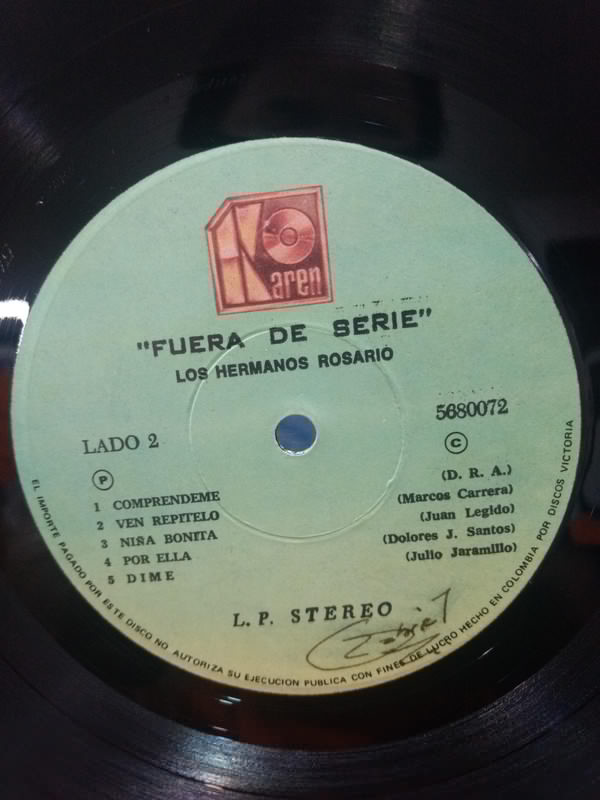 Karen
"FUERA DE SERIE"
LOS HERMANOS ROSARIO
5680072
LADO 2
P
C
1 COMPRENDEME (D. R. A.)
2 VEN REPITELO (Marcos Carrera)
3 NIÑA BONITA (Juan Legido)
4 POR ELLA (Dolores J. Santos)
5 DIME (Julio Jaramillo)
L. P. STEREO
EL IMPORTE PAGADO POR ESTE DISCO NO AUTORIZA SU EJECUCION PUBLICA CON FINES DE LUCRO HECHO EN COLOMBIA POR DISCOS VICTORIA